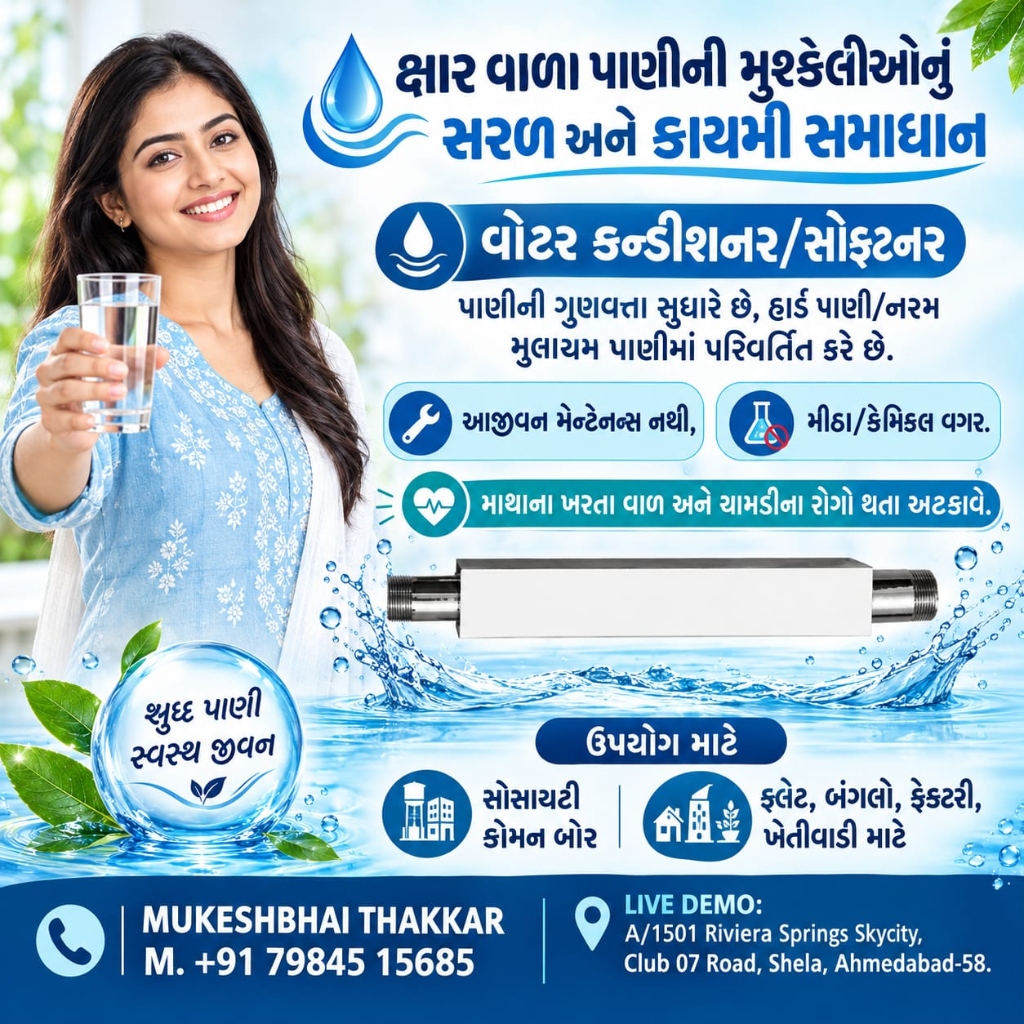 ક્ષાર વાળા પાણીની મુશ્કેલીઓનું
સરળ અને કાયમી સમાધાન
વોટર કન્ડીશનર/સોફ્ટનર
પાણીની ગુણવત્તા સુધારે છે, હાર્ડ પાણી/નરમ
મુલાયમ પાણીમાં પરિવર્તિત કરે છે.
આજીવન મેન્ટેનન્સ નથી,
મીઠા/કેમિકલ વગર.
માથાના ખરતા વાળ અને ચામડીના રોગો થતા અટકાવે.
શુદ્ધ પાણી
સ્વસ્થ જીવન
ઉપયોગ માટે
સોસાયટી
કોમન બોર
ફ્લેટ, બંગલો, ફેક્ટરી,
ખેતીવાડી માટે
MUKESHBHAI THAKKAR
M. +91 79845 15685
LIVE DEMO:
A/1501 Riviera Springs Skycity,
Club 07 Road, Shela, Ahmedabad-58.